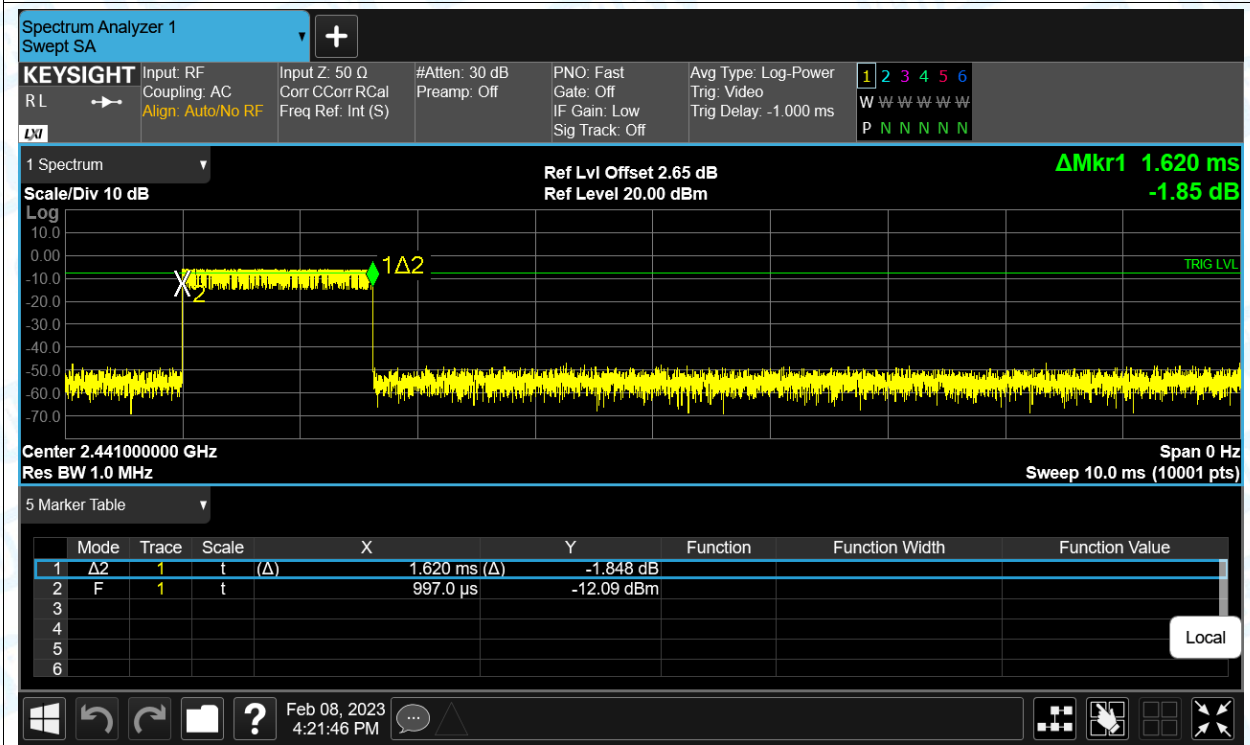 Spectrum Analyzer 1
Swept SA
KEYSIGHT
R L
LXI
Input: RF
Coupling: AC
Align: Auto/No RF
Input Z: 50 Ω
Corr CCorr RCal
Freq Ref: Int (S)
#Atten: 30 dB
Preamp: Off
PNO: Fast
Gate: Off
IF Gain: Low
Sig Track: Off
Avg Type: Log-Power
Trig: Video
Trig Delay: -1.000 ms
1 2 3 4 5 6
W W W W W W
P N N N N N
1 Spectrum
Scale/Div 10 dB
Ref Lvl Offset 2.65 dB
Ref Level 20.00 dBm
ΔMkr1 1.620 ms
-1.85 dB
Log
10.0
0.00
-10.0
-20.0
-30.0
-40.0
-50.0
-60.0
-70.0
1Δ2
X2
TRIG LVL
Center 2.441000000 GHz
Res BW 1.0 MHz
Span 0 Hz
Sweep 10.0 ms (10001 pts)
5 Marker Table
Mode Trace Scale X Y Function Function Width Function Value
1 Δ2 1 t (Δ) 1.620 ms (Δ) -1.848 dB
2 F 1 t 997.0 µs -12.09 dBm
3
4
5
6
Local
?
Feb 08, 2023
4:21:46 PM